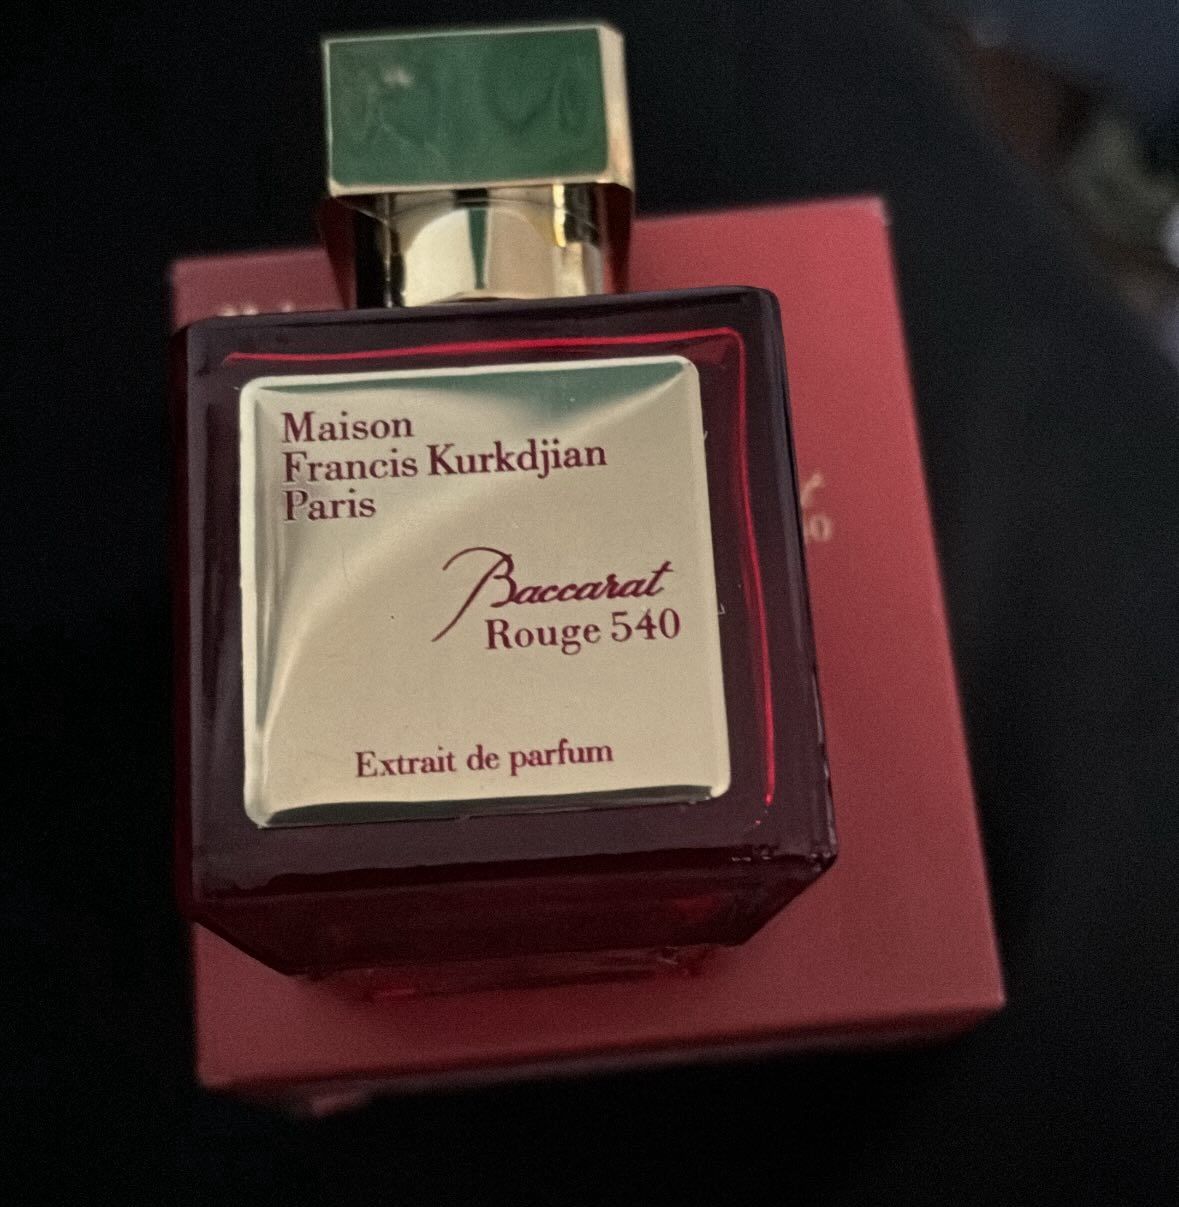 Maison
Francis Kurkdjian
Paris
Baccarat
Rouge 540
Extrait de parfum